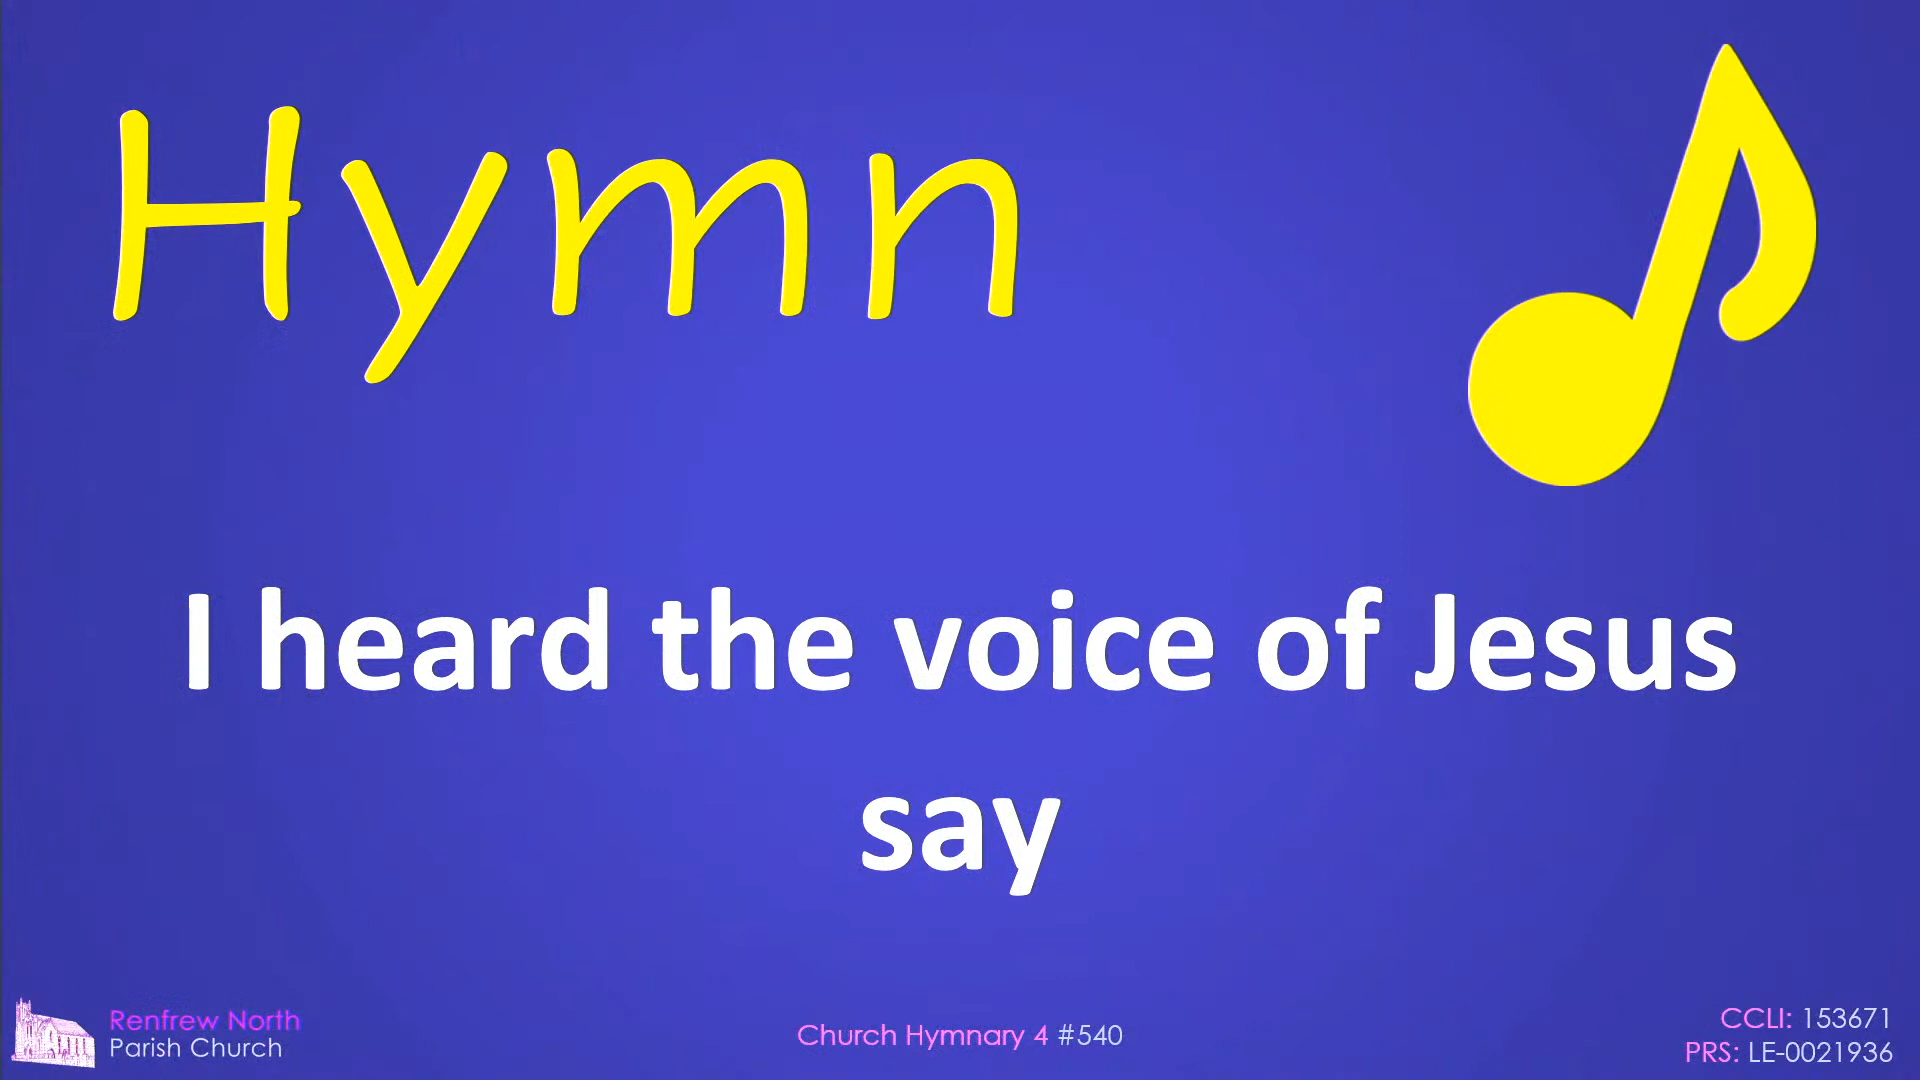 Hymn
I heard the voice of Jesus
say
Renfrew North
Parish Church
Church Hymnary 4 #540
CCLI: 153671
PRS: LE-0021936